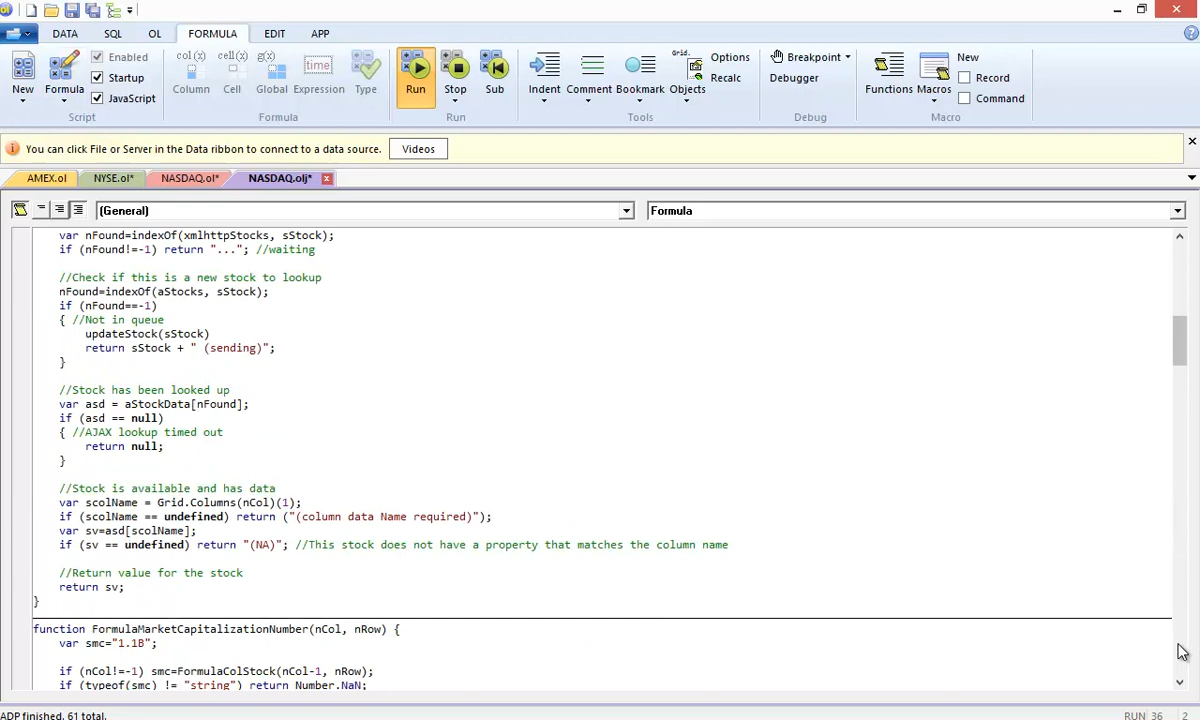 DATA SQL OL FORMULA EDIT APP
Enabled col(x) cell(x) g(x) Grid. Options Breakpoint New
Startup time Recalc Debugger Record
New Formula JavaScript Column Cell Global Expression Type Run Stop Sub Indent Comment Bookmark Objects Functions Macros Command
Script Formula Run Tools Debug Macro
You can click File or Server in the Data ribbon to connect to a data source. Videos
AMEX.ol NYSE.ol* NASDAQ.ol* NASDAQ.olj*
(General) Formula
var nFound=indexOf(xmlhttpStocks, sStock);
if (nFound!=-1) return "..."; //waiting
//Check if this is a new stock to lookup
nFound=indexOf(aStocks, sStock);
if (nFound==-1)
{ //Not in queue
updateStock(sStock)
return sStock + " (sending)";
}
//Stock has been looked up
var asd = aStockData[nFound];
if (asd == null)
{ //AJAX lookup timed out
return null;
}
//Stock is available and has data
var scolName = Grid.Columns(nCol)(1);
if (scolName == undefined) return ("(column data Name required)");
var sv=asd[scolName];
if (sv == undefined) return "(NA)"; //This stock does not have a property that matches the column name
//Return value for the stock
return sv;
}
function FormulaMarketCapitalizationNumber(nCol, nRow) {
var smc="1.1B";
if (nCol!=-1) smc=FormulaColStock(nCol-1, nRow);
if (typeof(smc) != "string") return Number.NaN;
ADP finished. 61 total. RUN 36 2